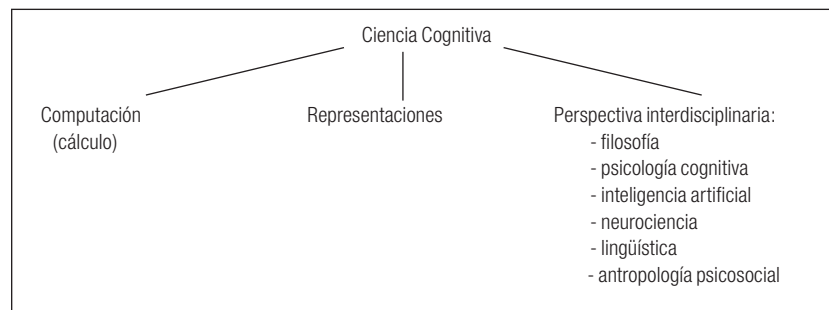 Ciencia Cognitiva
Computación
(cálculo)
Representaciones
Perspectiva interdisciplinaria:
- filosofía
- psicología cognitiva
- inteligencia artificial
- neurociencia
- lingüística
- antropología psicosocial